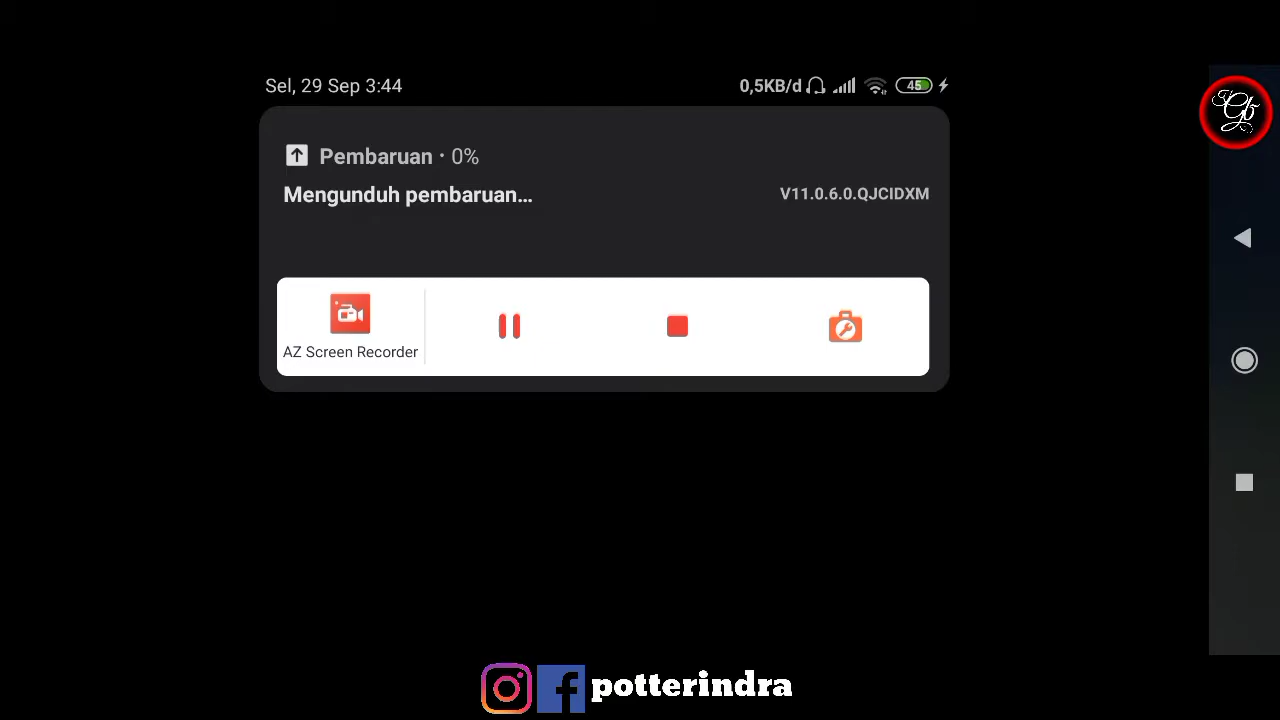 Sel, 29 Sep 3:44
0,5KB/d 45
Pembaruan · 0%
Mengunduh pembaruan...
V11.0.6.0.QJCIDXM
AZ Screen Recorder
potterindra